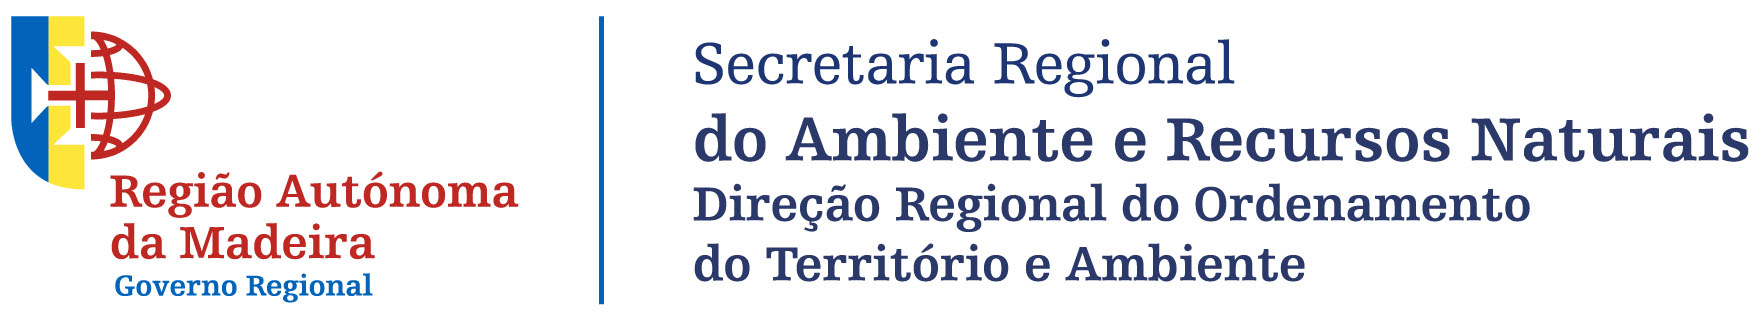 Região Autónoma
da Madeira
Governo Regional
Secretaria Regional
do Ambiente e Recursos Naturais
Direção Regional do Ordenamento
do Território e Ambiente